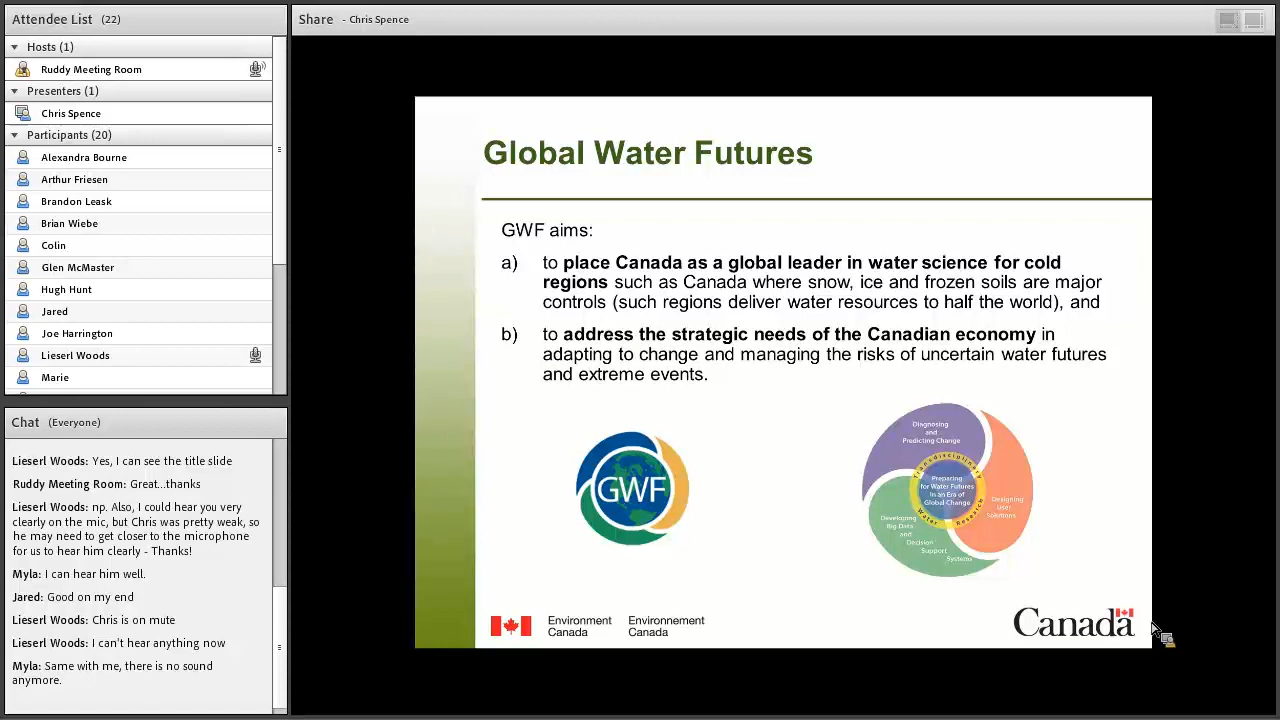 Attendee List (22)
Hosts (1)
Ruddy Meeting Room
Presenters (1)
Chris Spence
Participants (20)
Alexandra Bourne
Arthur Friesen
Brandon Leask
Brian Wiebe
Colin
Glen McMaster
Hugh Hunt
Jared
Joe Harrington
Lieserl Woods
Marie
Chat (Everyone)
Lieserl Woods: Yes, I can see the title slide
Ruddy Meeting Room: Great...thanks
Lieserl Woods: np. Also, I could hear you very
clearly on the mic, but Chris was pretty weak, so
he may need to get closer to the microphone
for us to hear him clearly - Thanks!
Myla: I can hear him well.
Jared: Good on my end
Lieserl Woods: Chris is on mute
Lieserl Woods: I can't hear anything now
Myla: Same with me, there is no sound
anymore.
Share - Chris Spence
Global Water Futures
GWF aims:
a) to place Canada as a global leader in water science for cold
regions such as Canada where snow, ice and frozen soils are major
controls (such regions deliver water resources to half the world), and
b) to address the strategic needs of the Canadian economy in
adapting to change and managing the risks of uncertain water futures
and extreme events.
GWF
Diagnosing
and
Predicting Change
Transdisciplinary
Preparing
for Water Futures
in an Era of
Global Change
Water Research
Designing
User
Solutions
Developing
Big Data
and
Decision
Support
Systems
Environment
Canada
Environnement
Canada
Canada